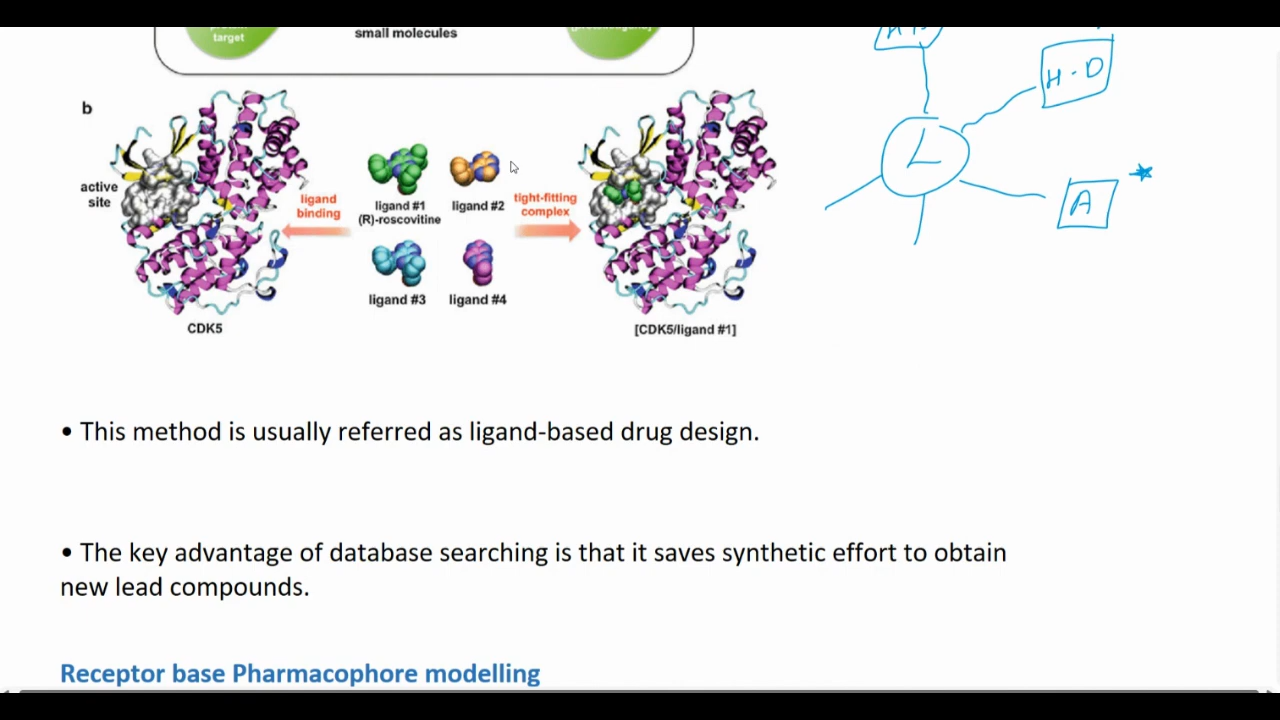 target
small molecules
b
active
site
ligand
binding
ligand #1
(R)-roscovitine
ligand #2
tight-fitting
complex
ligand #3
ligand #4
CDK5
[CDK5/ligand #1]
H-D
L
A
• This method is usually referred as ligand-based drug design.
• The key advantage of database searching is that it saves synthetic effort to obtain
new lead compounds.
Receptor base Pharmacophore modelling